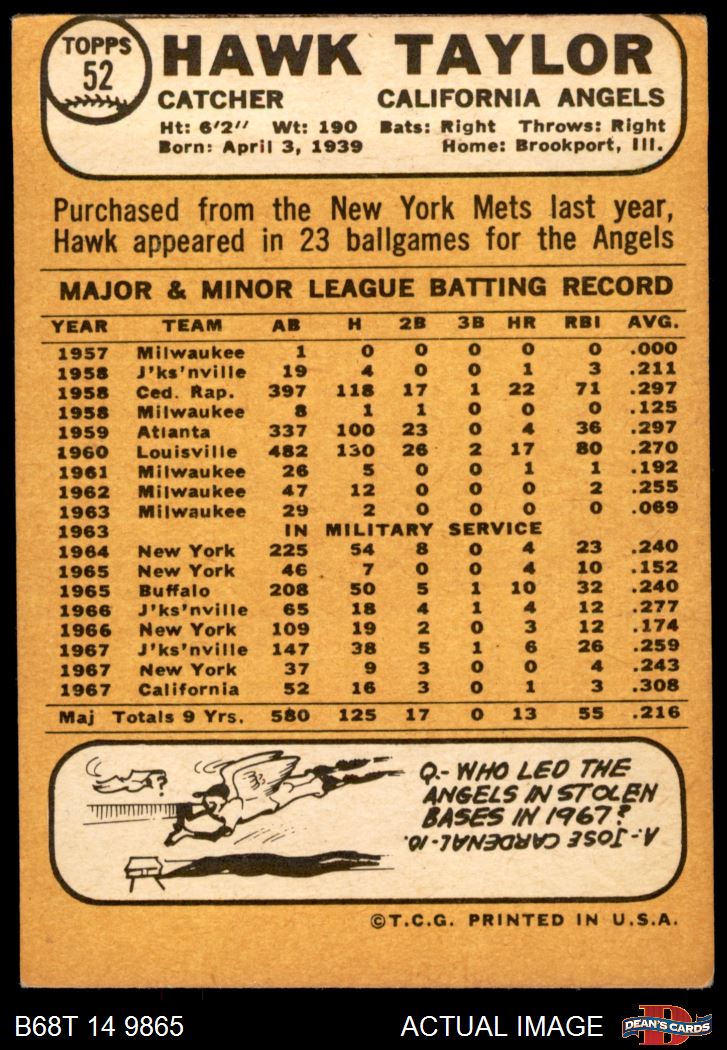 TOPPS
52
HAWK TAYLOR
CATCHER CALIFORNIA ANGELS
Ht: 6'2" Wt: 190 Bats: Right Throws: Right
Born: April 3, 1939 Home: Brookport, Ill.
Purchased from the New York Mets last year,
Hawk appeared in 23 ballgames for the Angels
MAJOR & MINOR LEAGUE BATTING RECORD
YEAR TEAM AB H 2B 3B HR RBI AVG.
1957 Milwaukee 1 0 0 0 0 0 .000
1958 J'ks'nville 19 4 0 0 1 3 .211
1958 Ced. Rap. 397 118 17 1 22 71 .297
1958 Milwaukee 8 1 1 0 0 0 .125
1959 Atlanta 337 100 23 0 4 36 .297
1960 Louisville 482 130 26 2 17 80 .270
1961 Milwaukee 26 5 0 0 1 1 .192
1962 Milwaukee 47 12 0 0 0 2 .255
1963 Milwaukee 29 2 0 0 0 0 .069
1963 IN MILITARY SERVICE
1964 New York 225 54 8 0 4 23 .240
1965 New York 46 7 0 0 4 10 .152
1965 Buffalo 208 50 5 1 10 32 .240
1966 J'ks'nville 65 18 4 1 4 12 .277
1966 New York 109 19 2 0 3 12 .174
1967 J'ks'nville 147 38 5 1 6 26 .259
1967 New York 37 9 3 0 0 4 .243
1967 California 52 16 3 0 1 3 .308
Maj Totals 9 Yrs. 580 125 17 0 13 55 .216
Q.- WHO LED THE
ANGELS IN STOLEN
BASES IN 1967?
A.- JOSE CARDENAL - 10.
©T.C.G. PRINTED IN U.S.A.
B68T 14 9865 ACTUAL IMAGE
D
DEAN'S CARDS